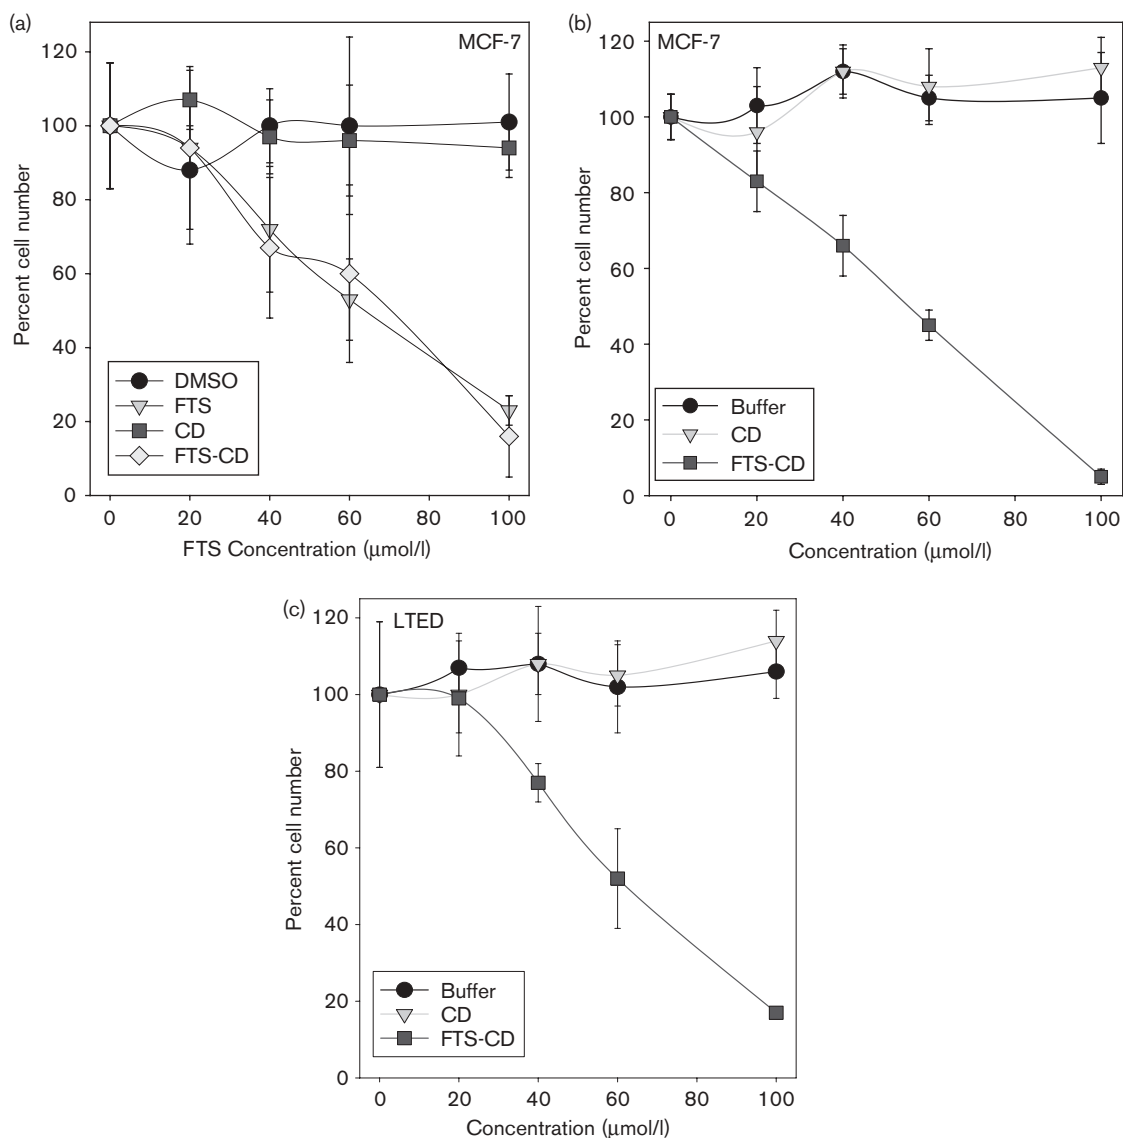 (a)
MCF-7
120
100
80
60
40
20
0
Percent cell number
DMSO
FTS
CD
FTS-CD
0 20 40 60 80 100
FTS Concentration (μmol/l)
(b)
MCF-7
120
100
80
60
40
20
0
Percent cell number
Buffer
CD
FTS-CD
0 20 40 60 80 100
Concentration (μmol/l)
(c)
LTED
120
100
80
60
40
20
0
Percent cell number
Buffer
CD
FTS-CD
0 20 40 60 80 100
Concentration (μmol/l)